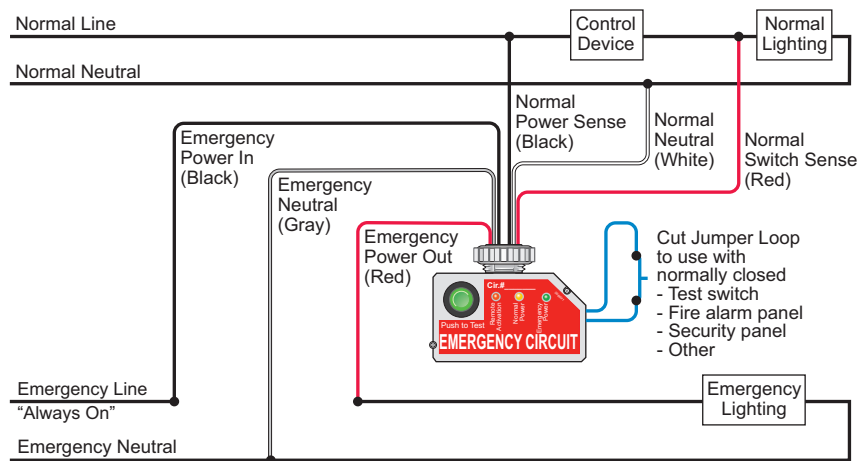 Normal Line
Control
Device
Normal
Lighting
Normal Neutral
Normal
Power Sense
(Black)
Normal
Neutral
(White)
Normal
Switch Sense
(Red)
Emergency
Power In
(Black)
Emergency
Neutral
(Gray)
Emergency
Power Out
(Red)
Cut Jumper Loop
to use with
normally closed
- Test switch
- Fire alarm panel
- Security panel
- Other
Cir.#
Push to Test
Remote
Activation
Normal
Power
Emergency
Power
EMERGENCY CIRCUIT
Emergency Line
“Always On”
Emergency
Lighting
Emergency Neutral